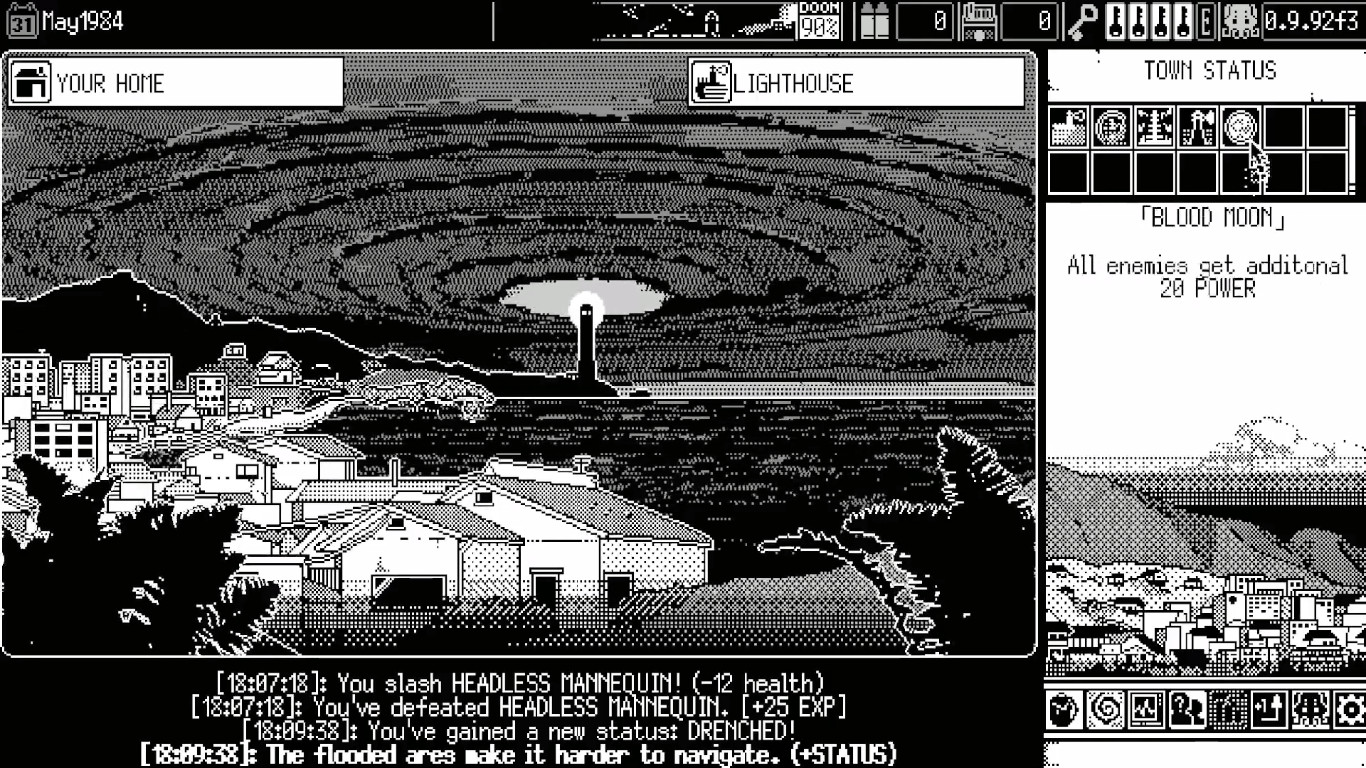 31 May1984
DOON
90%
0
0
E
0.9.92f3
YOUR HOME
LIGHTHOUSE
TOWN STATUS
「BLOOD MOON」
All enemies get additonal
20 POWER
[18:07:18]: You slash HEADLESS MANNEQUIN! (-12 health)
[18:07:18]: You've defeated HEADLESS MANNEQUIN. [+25 EXP]
[18:09:38]: You've gained a new status: DRENCHED!
[18:09:38]: The flooded ares make it harder to navigate. (+STATUS)